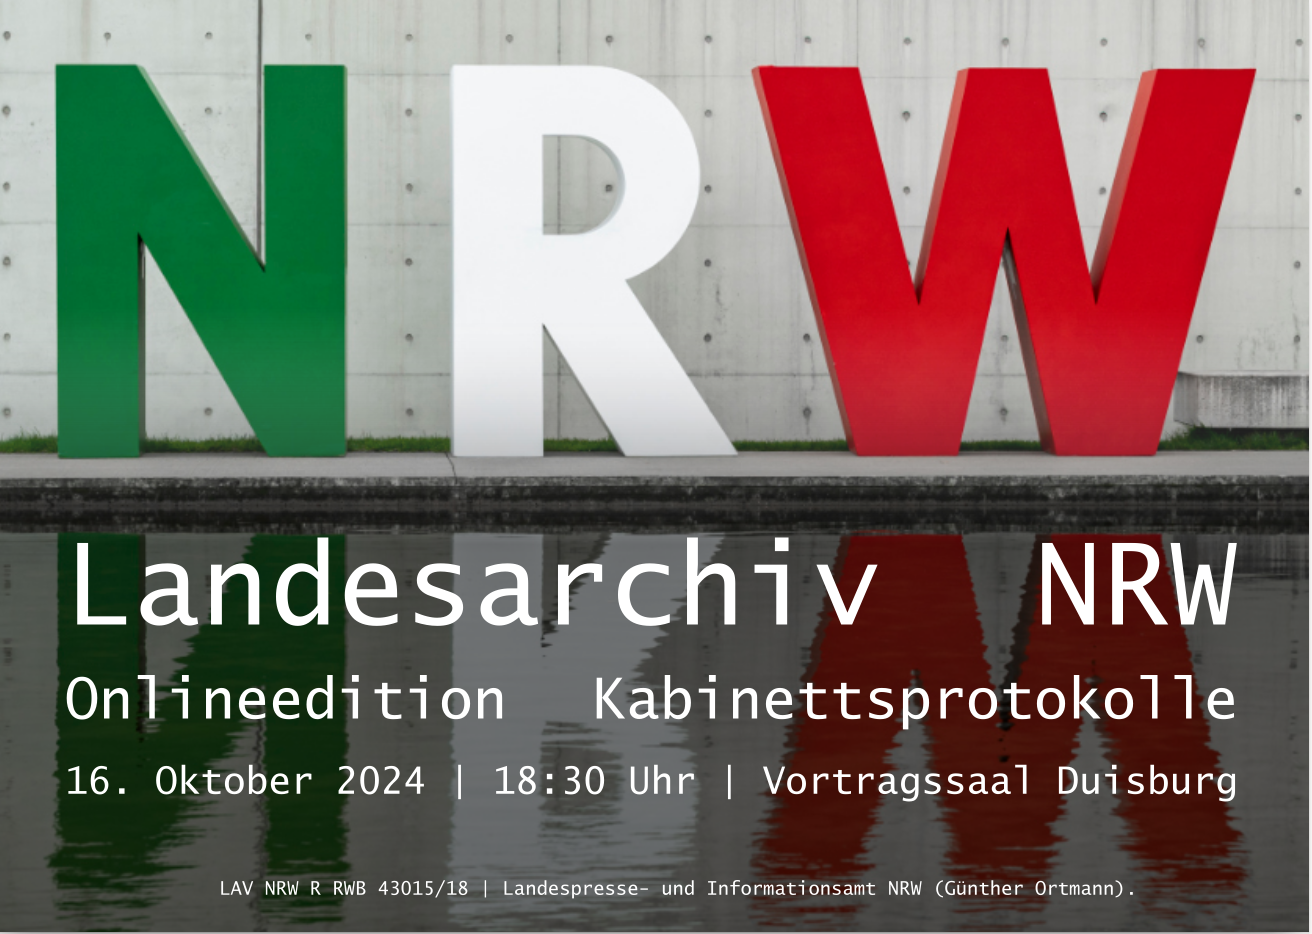 NRW
Landesarchiv NRW
Onlineedition Kabinettsprotokolle
16. Oktober 2024 | 18:30 Uhr | Vortragssaal Duisburg
LAV NRW R RWB 43015/18 | Landespresse- und Informationsamt NRW (Günther Ortmann).